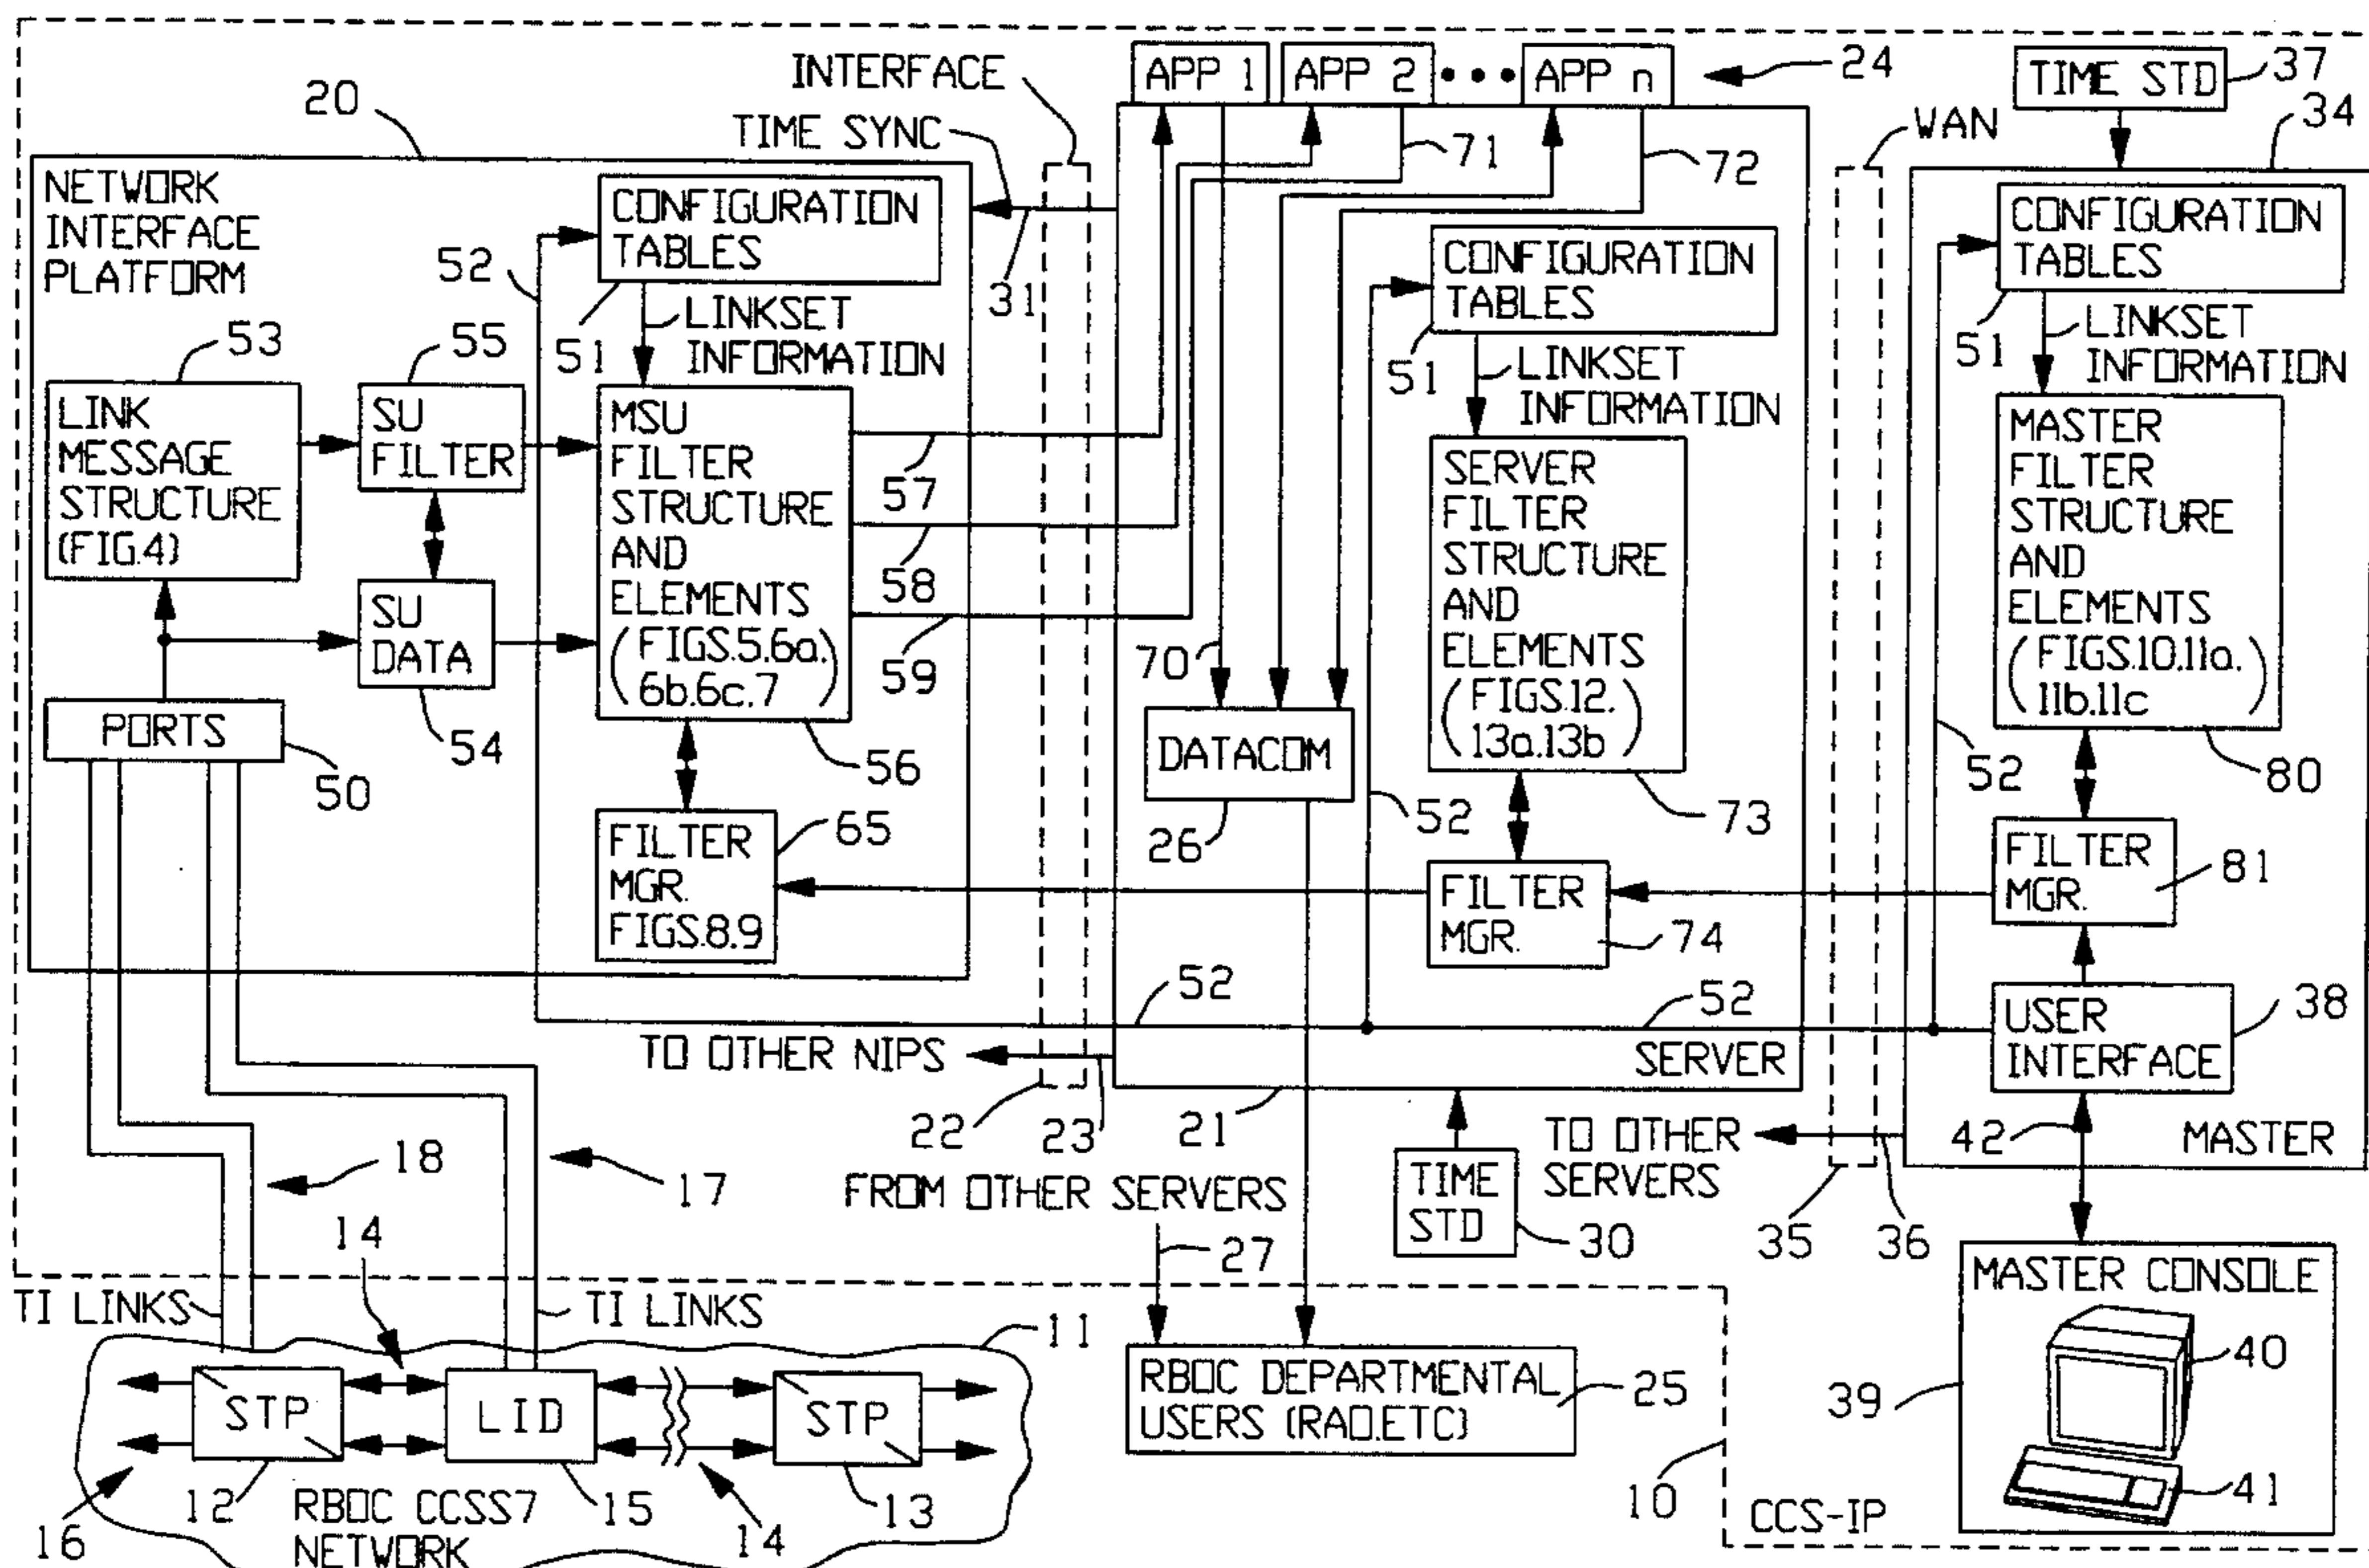 INTERFACE
APP 1
APP 2
•••
APP n
24
TIME STD
37
20
TIME SYNC
WAN
34
NETWORK
INTERFACE
PLATFORM
CONFIGURATION
TABLES
52
51
LINKSET
INFORMATION
31
71
72
CONFIGURATION
TABLES
51
LINKSET
INFORMATION
CONFIGURATION
TABLES
51
LINKSET
INFORMATION
53
55
LINK
MESSAGE
STRUCTURE
(FIG.4)
SU
FILTER
MSU
FILTER
STRUCTURE
AND
ELEMENTS
(FIGS.5.6a.
6b.6c.7)
57
58
59
SERVER
FILTER
STRUCTURE
AND
ELEMENTS
(FIGS.12.
13a.13b)
MASTER
FILTER
STRUCTURE
AND
ELEMENTS
(FIGS.10.11a.
11b.11c)
SU
DATA
54
PORTS
50
56
70
DATACOM
26
52
73
52
80
FILTER
MGR.
FIGS.8.9
65
FILTER
MGR.
74
FILTER
MGR.
81
52
52
USER
INTERFACE
38
TO OTHER NIPS
SERVER
22
23
21
TO OTHER
SERVERS
42
MASTER
18
17
FROM OTHER SERVERS
TIME
STD
30
35
36
14
27
TI LINKS
TI LINKS
11
MASTER CONSOLE
40
39
41
STP
LID
STP
RBOC DEPARTMENTAL
USERS (RAO.ETC)
25
16
12
RBOC CCSS7
NETWORK
15
14
13
10
CCS-IP